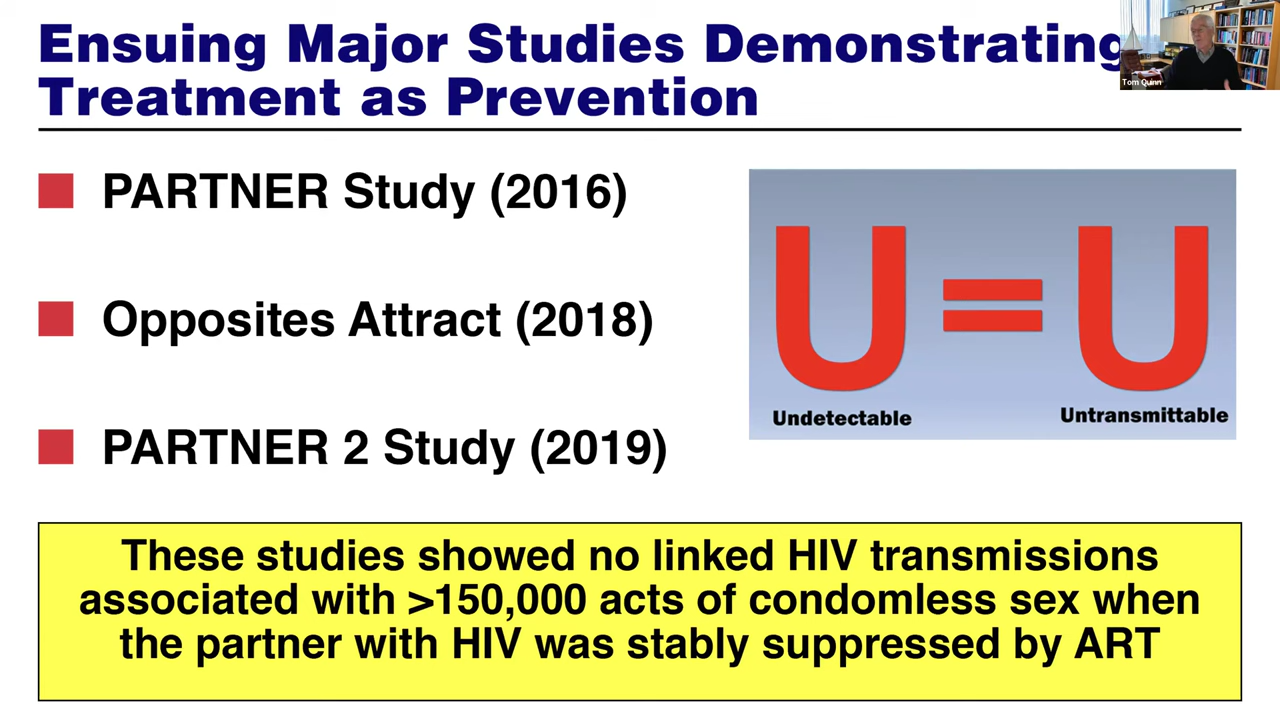 Ensuing Major Studies Demonstrating
Treatment as Prevention
Tom Quinn
PARTNER Study (2016)
Opposites Attract (2018)
PARTNER 2 Study (2019)
U = U
Undetectable
Untransmittable
These studies showed no linked HIV transmissions
associated with >150,000 acts of condomless sex when
the partner with HIV was stably suppressed by ART